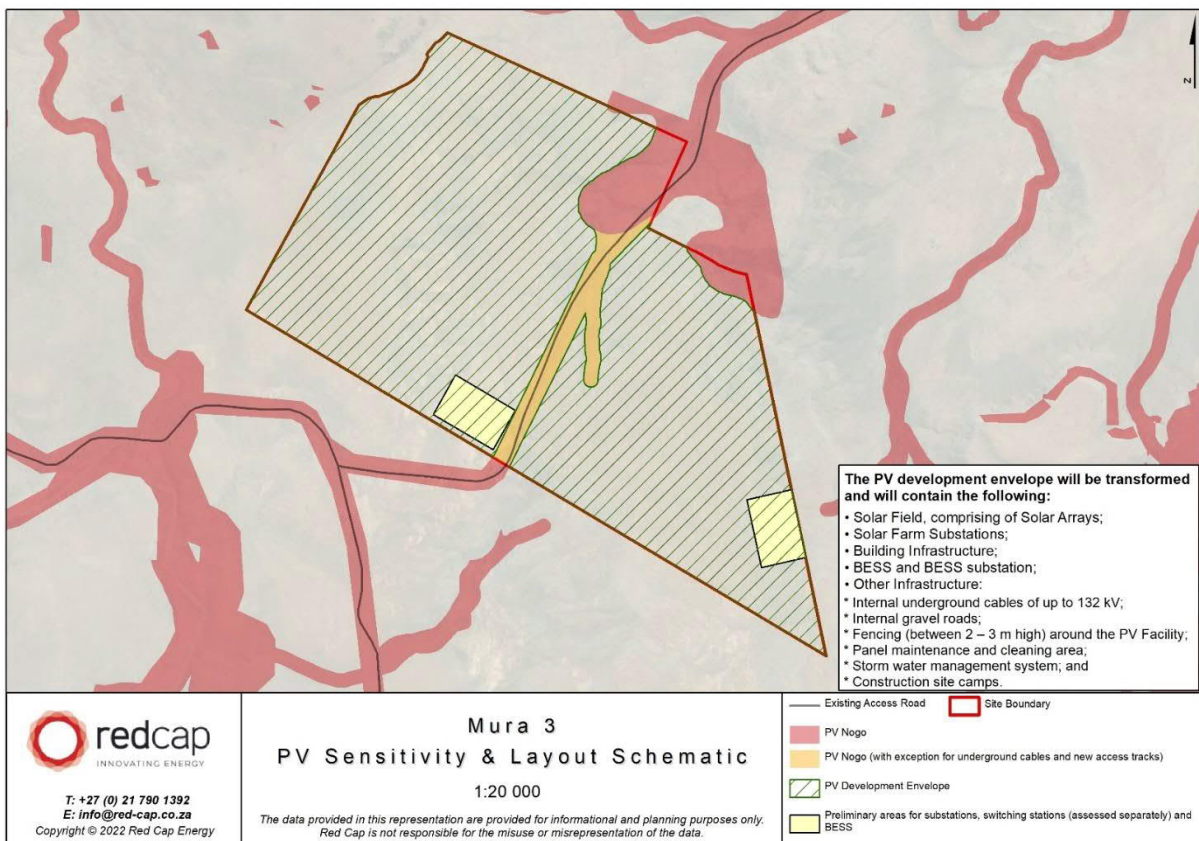 N
The PV development envelope will be transformed
and will contain the following:
• Solar Field, comprising of Solar Arrays;
• Solar Farm Substations;
• Building Infrastructure;
• BESS and BESS substation;
• Other Infrastructure:
* Internal underground cables of up to 132 kV;
* Internal gravel roads;
* Fencing (between 2 – 3 m high) around the PV Facility;
* Panel maintenance and cleaning area;
* Storm water management system; and
* Construction site camps.
redcap
INNOVATING ENERGY
T: +27 (0) 21 790 1392
E: info@red-cap.co.za
Copyright © 2022 Red Cap Energy
Mura 3
PV Sensitivity & Layout Schematic
1:20 000
The data provided in this representation are provided for informational and planning purposes only.
Red Cap is not responsible for the misuse or misrepresentation of the data.
Existing Access Road
Site Boundary
PV Nogo
PV Nogo (with exception for underground cables and new access tracks)
PV Development Envelope
Preliminary areas for substations, switching stations (assessed separately) and
BESS